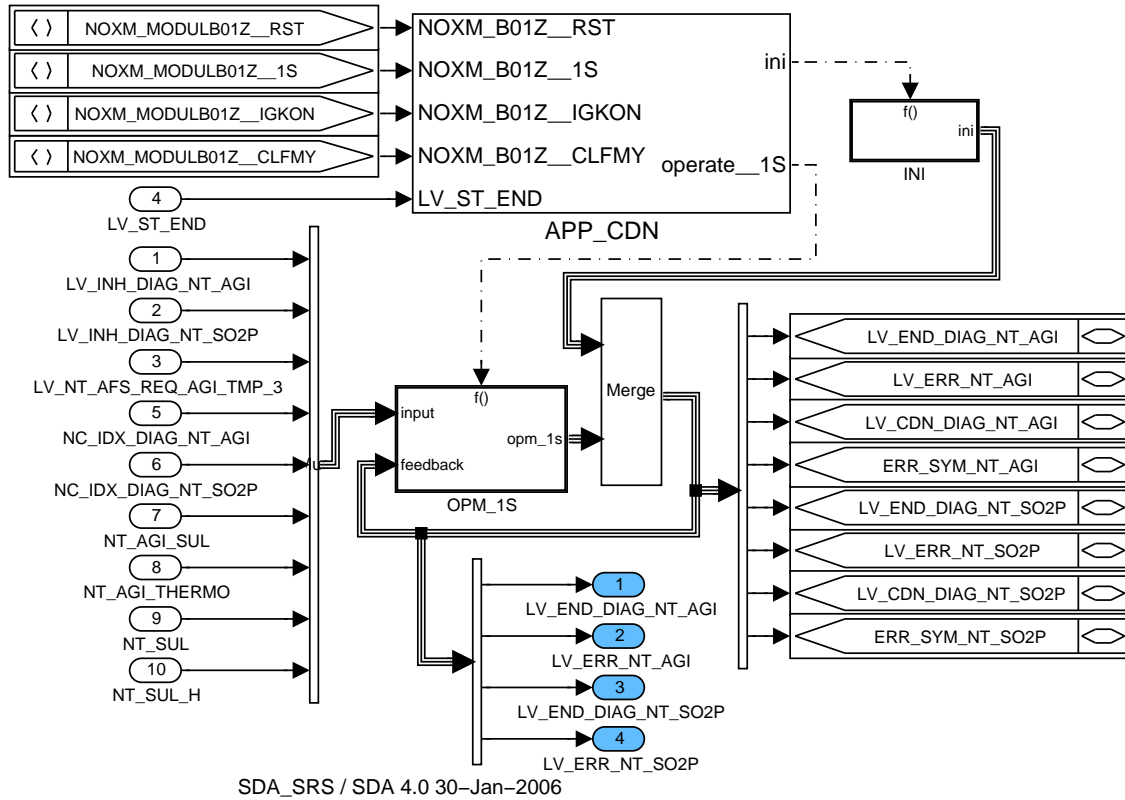 NOXM_MODULB01Z__RST
NOXM_MODULB01Z__1S
NOXM_MODULB01Z__IGKON
NOXM_MODULB01Z__CLFMY
NOXM_B01Z__RST
NOXM_B01Z__1S
NOXM_B01Z__IGKON
NOXM_B01Z__CLFMY
LV_ST_END
ini
operate__1S
APP_CDN
f()
ini
INI
4
LV_ST_END
1
LV_INH_DIAG_NT_AGI
2
LV_INH_DIAG_NT_SO2P
3
LV_NT_AFS_REQ_AGI_TMP_3
5
NC_IDX_DIAG_NT_AGI
6
NC_IDX_DIAG_NT_SO2P
7
NT_AGI_SUL
8
NT_AGI_THERMO
9
NT_SUL
10
NT_SUL_H
f()
input
feedback
opm_1s
OPM_1S
Merge
LV_END_DIAG_NT_AGI
LV_ERR_NT_AGI
LV_CDN_DIAG_NT_AGI
ERR_SYM_NT_AGI
LV_END_DIAG_NT_SO2P
LV_ERR_NT_SO2P
LV_CDN_DIAG_NT_SO2P
ERR_SYM_NT_SO2P
1
LV_END_DIAG_NT_AGI
2
LV_ERR_NT_AGI
3
LV_END_DIAG_NT_SO2P
4
LV_ERR_NT_SO2P
SDA_SRS / SDA 4.0 30−Jan−2006